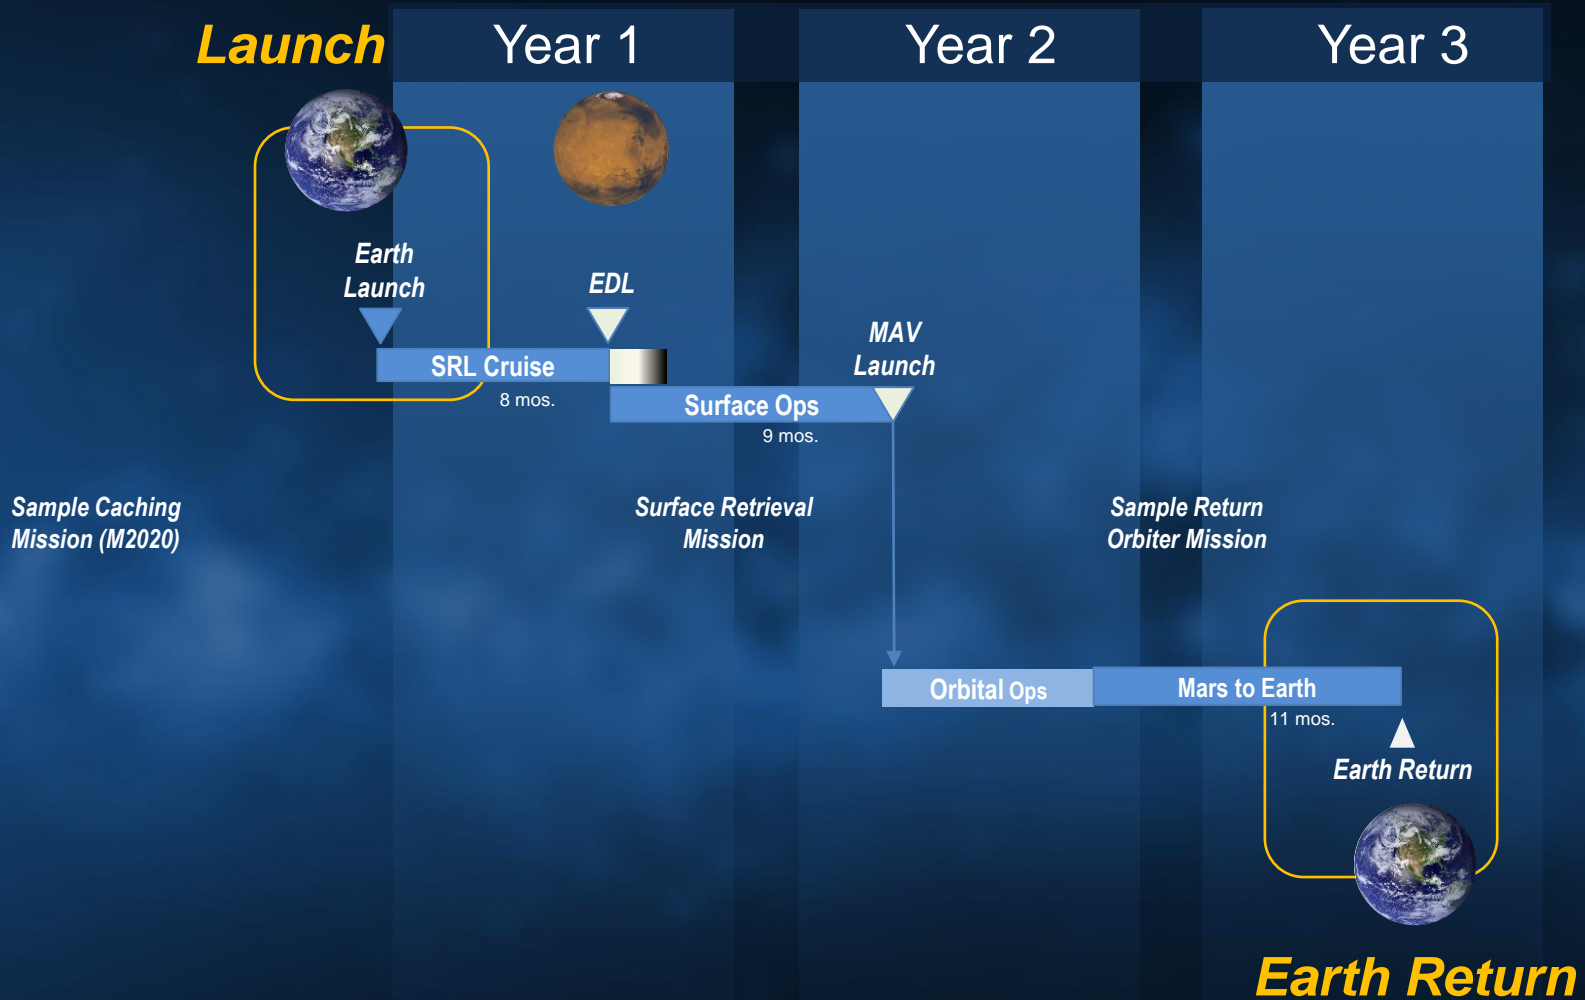 Launch
Year 1
Year 2
Year 3
Earth
Launch
EDL
MAV
Launch
SRL Cruise
8 mos.
Surface Ops
9 mos.
Sample Caching
Mission (M2020)
Surface Retrieval
Mission
Sample Return
Orbiter Mission
Orbital Ops
Mars to Earth
11 mos.
Earth Return
Earth Return